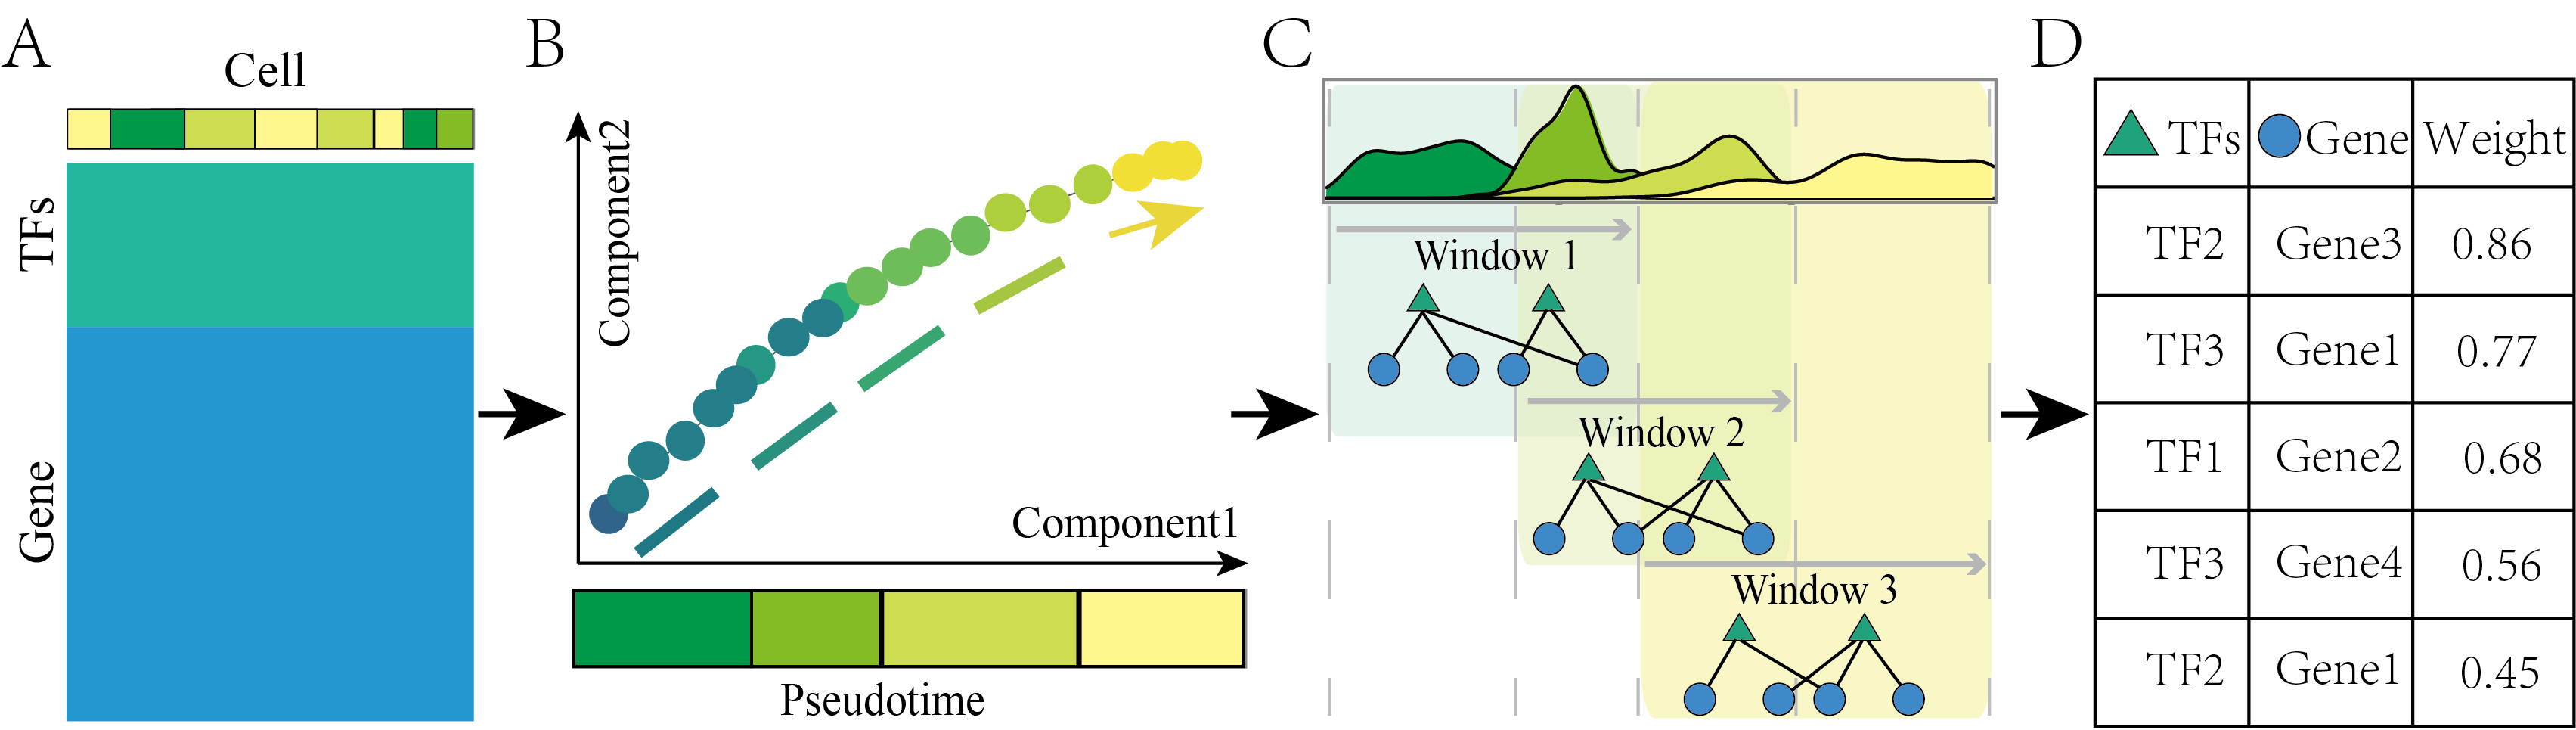 A
Cell
TFs
Gene
B
Component2
Component1
Pseudotime
C
Window 1
Window 2
Window 3
D
TFs Gene Weight
TF2 Gene3 0.86
TF3 Gene1 0.77
TF1 Gene2 0.68
TF3 Gene4 0.56
TF2 Gene1 0.45